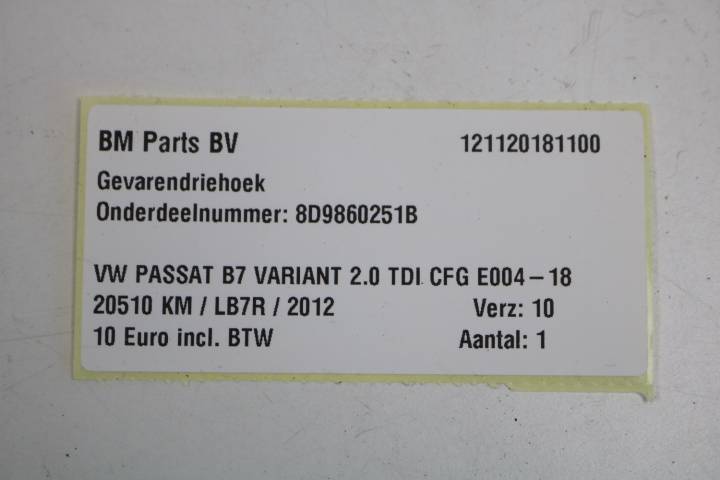 BM Parts BV 121120181100
Gevarendriehoek
Onderdeelnummer: 8D9860251B
VW PASSAT B7 VARIANT 2.0 TDI CFG E004-18
20510 KM / LB7R / 2012 Verz: 10
10 Euro incl. BTW Aantal: 1